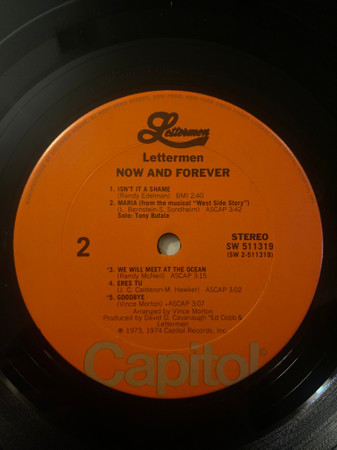 Lettermen
Lettermen
NOW AND FOREVER
1. ISN'T IT A SHAME
(Randy Edelman) BMI 2:40
2. MARIA (from the musical "West Side Story")
(L. Bernstein-S. Sondheim) ASCAP 3:42
Solo: Tony Butala
2
STEREO
SW 511319
(SW 2-511319)
*3. WE WILL MEET AT THE OCEAN
(Randy McNeill) ASCAP 3:15
4. ERES TU
(J. C. Calderon-M. Hawker) ASCAP 3:02
*5. GOODBYE
(Vince Morton) +ASCAP 3:07
Arranged by Vince Morton
Produced by David D. Cavanaugh *Ed Cobb &
Lettermen
℗ 1973, 1974 Capitol Records, Inc.
Capitol®